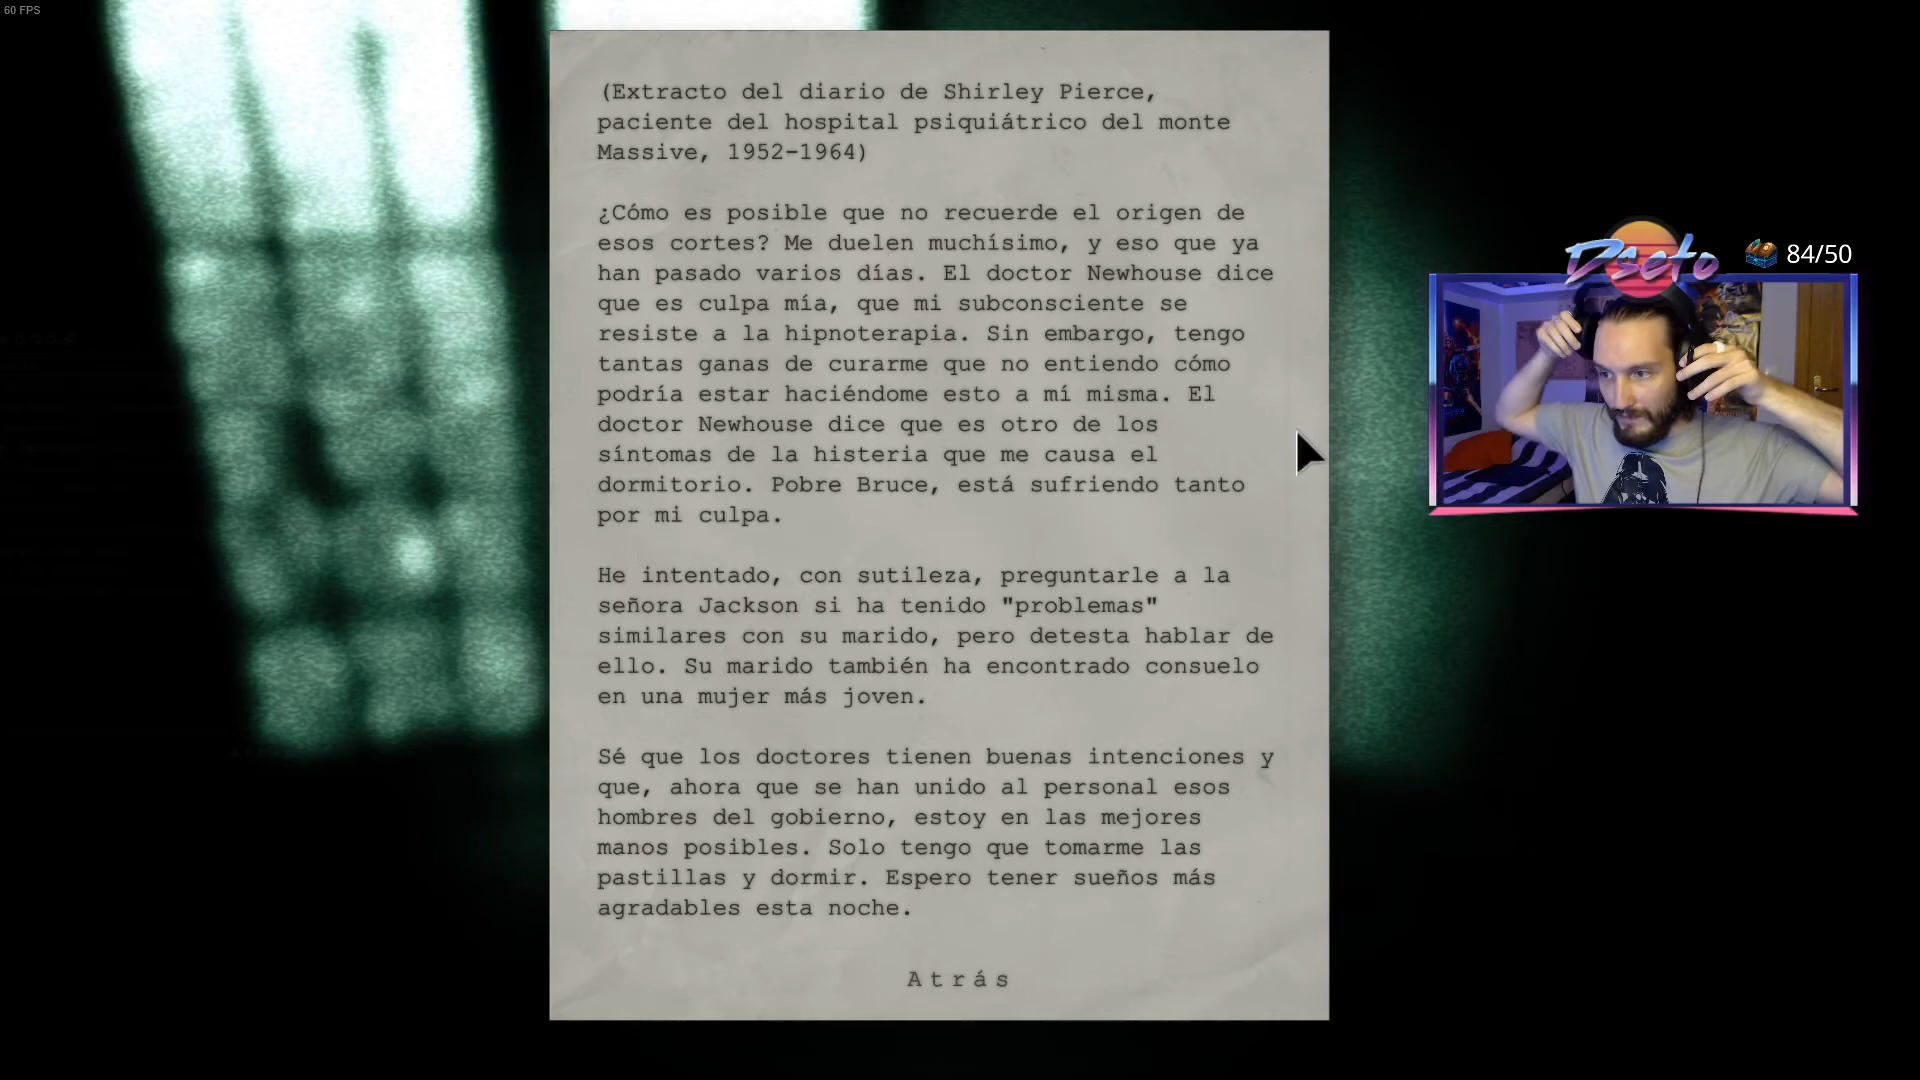 60 FPS
(Extracto del diario de Shirley Pierce,
paciente del hospital psiquiátrico del monte
Massive, 1952-1964)
¿Cómo es posible que no recuerde el origen de
esos cortes? Me duelen muchísimo, y eso que ya
han pasado varios días. El doctor Newhouse dice
que es culpa mía, que mi subconsciente se
resiste a la hipnoterapia. Sin embargo, tengo
tantas ganas de curarme que no entiendo cómo
podría estar haciéndome esto a mí misma. El
doctor Newhouse dice que es otro de los
síntomas de la histeria que me causa el
dormitorio. Pobre Bruce, está sufriendo tanto
por mi culpa.
He intentado, con sutileza, preguntarle a la
señora Jackson si ha tenido "problemas"
similares con su marido, pero detesta hablar de
ello. Su marido también ha encontrado consuelo
en una mujer más joven.
Sé que los doctores tienen buenas intenciones y
que, ahora que se han unido al personal esos
hombres del gobierno, estoy en las mejores
manos posibles. Solo tengo que tomarme las
pastillas y dormir. Espero tener sueños más
agradables esta noche.
Atrás
Dseto
84/50